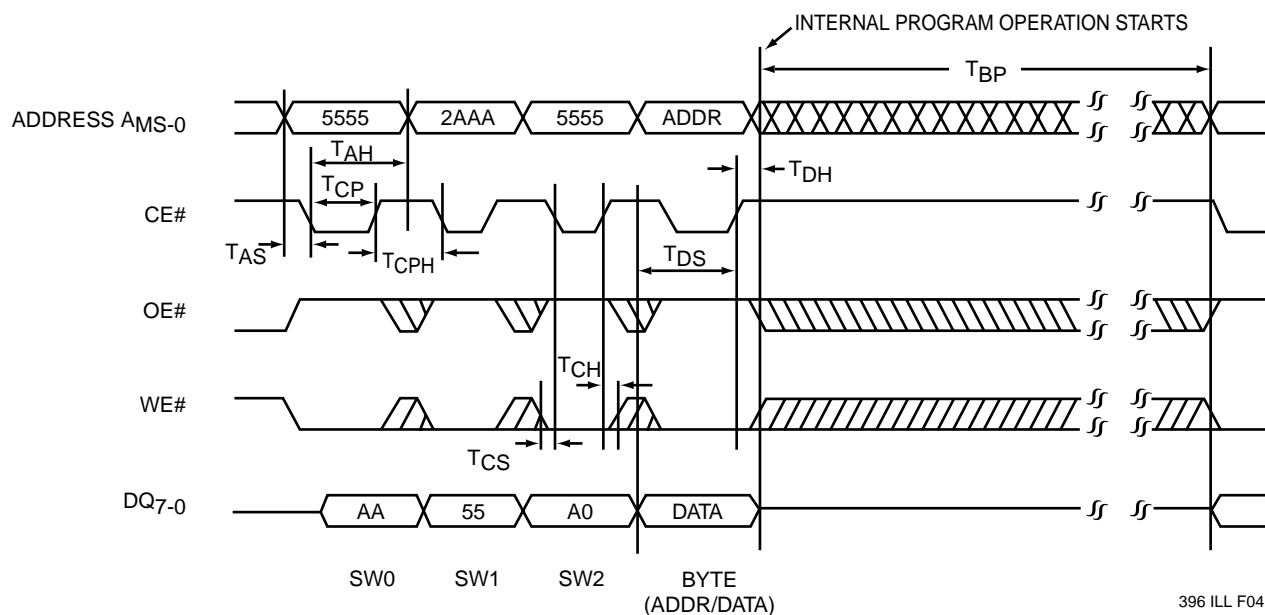 INTERNAL PROGRAM OPERATION STARTS
TBP
ADDRESS AMS-0
5555
2AAA
5555
ADDR
TAH
TDH
TCP
CE#
TAS
TCPH
TDS
OE#
TCH
WE#
TCS
DQ7-0
AA
55
A0
DATA
SW0
SW1
SW2
BYTE
(ADDR/DATA)
396 ILL F04